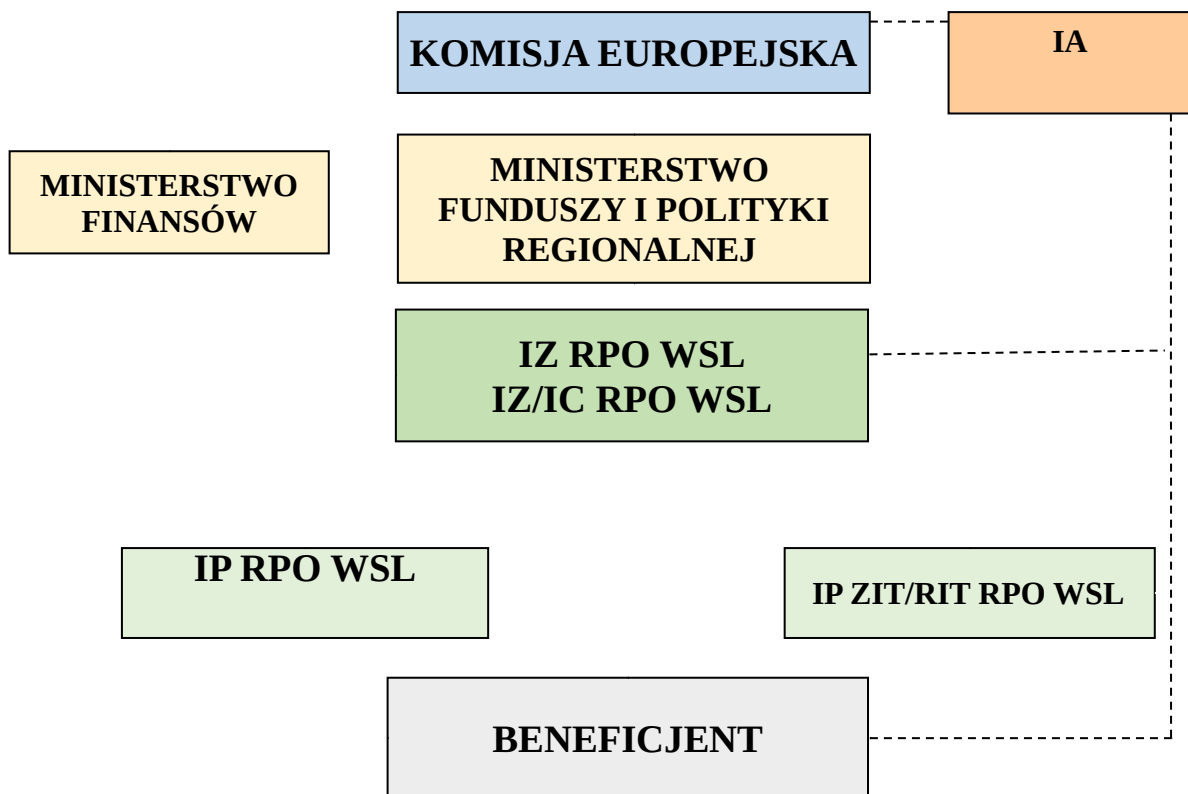 KOMISJA EUROPEJSKA
IA
MINISTERSTWO
FINANSÓW
MINISTERSTWO
FUNDUSZY I POLITYKI
REGIONALNEJ
IZ RPO WSL
IZ/IC RPO WSL
IP RPO WSL
IP ZIT/RIT RPO WSL
BENEFICJENT